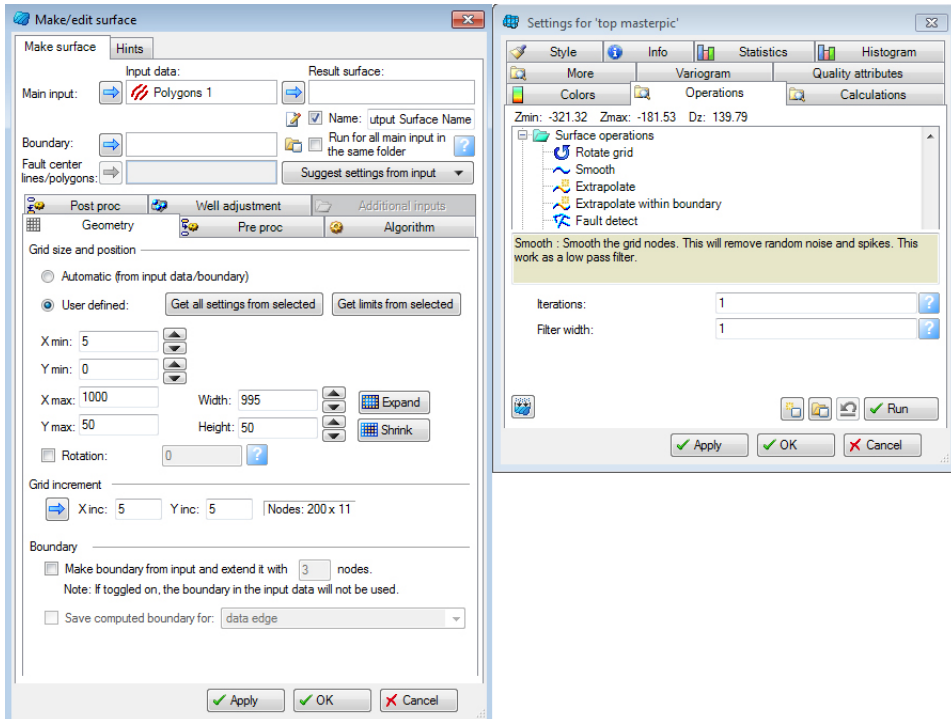 Make/edit surface
Make surface Hints
Input data: Result surface:
Main input: Polygons 1
Name: utput Surface Name
Boundary: Run for all main input in
the same folder
Fault center
lines/polygons: Suggest settings from input
Post proc Well adjustment Additional inputs
Geometry Pre proc Algorithm
Grid size and position
Automatic (from input data/boundary)
User defined: Get all settings from selected Get limits from selected
X min: 5
Y min: 0
X max: 1000 Width: 995 Expand
Y max: 50 Height: 50 Shrink
Rotation: 0 ?
Grid increment
X inc: 5 Y inc: 5 Nodes: 200 x 11
Boundary
Make boundary from input and extend it with 3 nodes.
Note: If toggled on, the boundary in the input data will not be used.
Save computed boundary for: data edge
Apply OK Cancel
Settings for 'top masterpic'
Style Info Statistics Histogram
More Variogram Quality attributes
Colors Operations Calculations
Zmin: -321.32 Zmax: -181.53 Dz: 139.79
Surface operations
Rotate grid
Smooth
Extrapolate
Extrapolate within boundary
Fault detect
Smooth : Smooth the grid nodes. This will remove random noise and spikes. This
work as a low pass filter.
Iterations: 1 ?
Filter width: 1 ?
Run
Apply OK Cancel